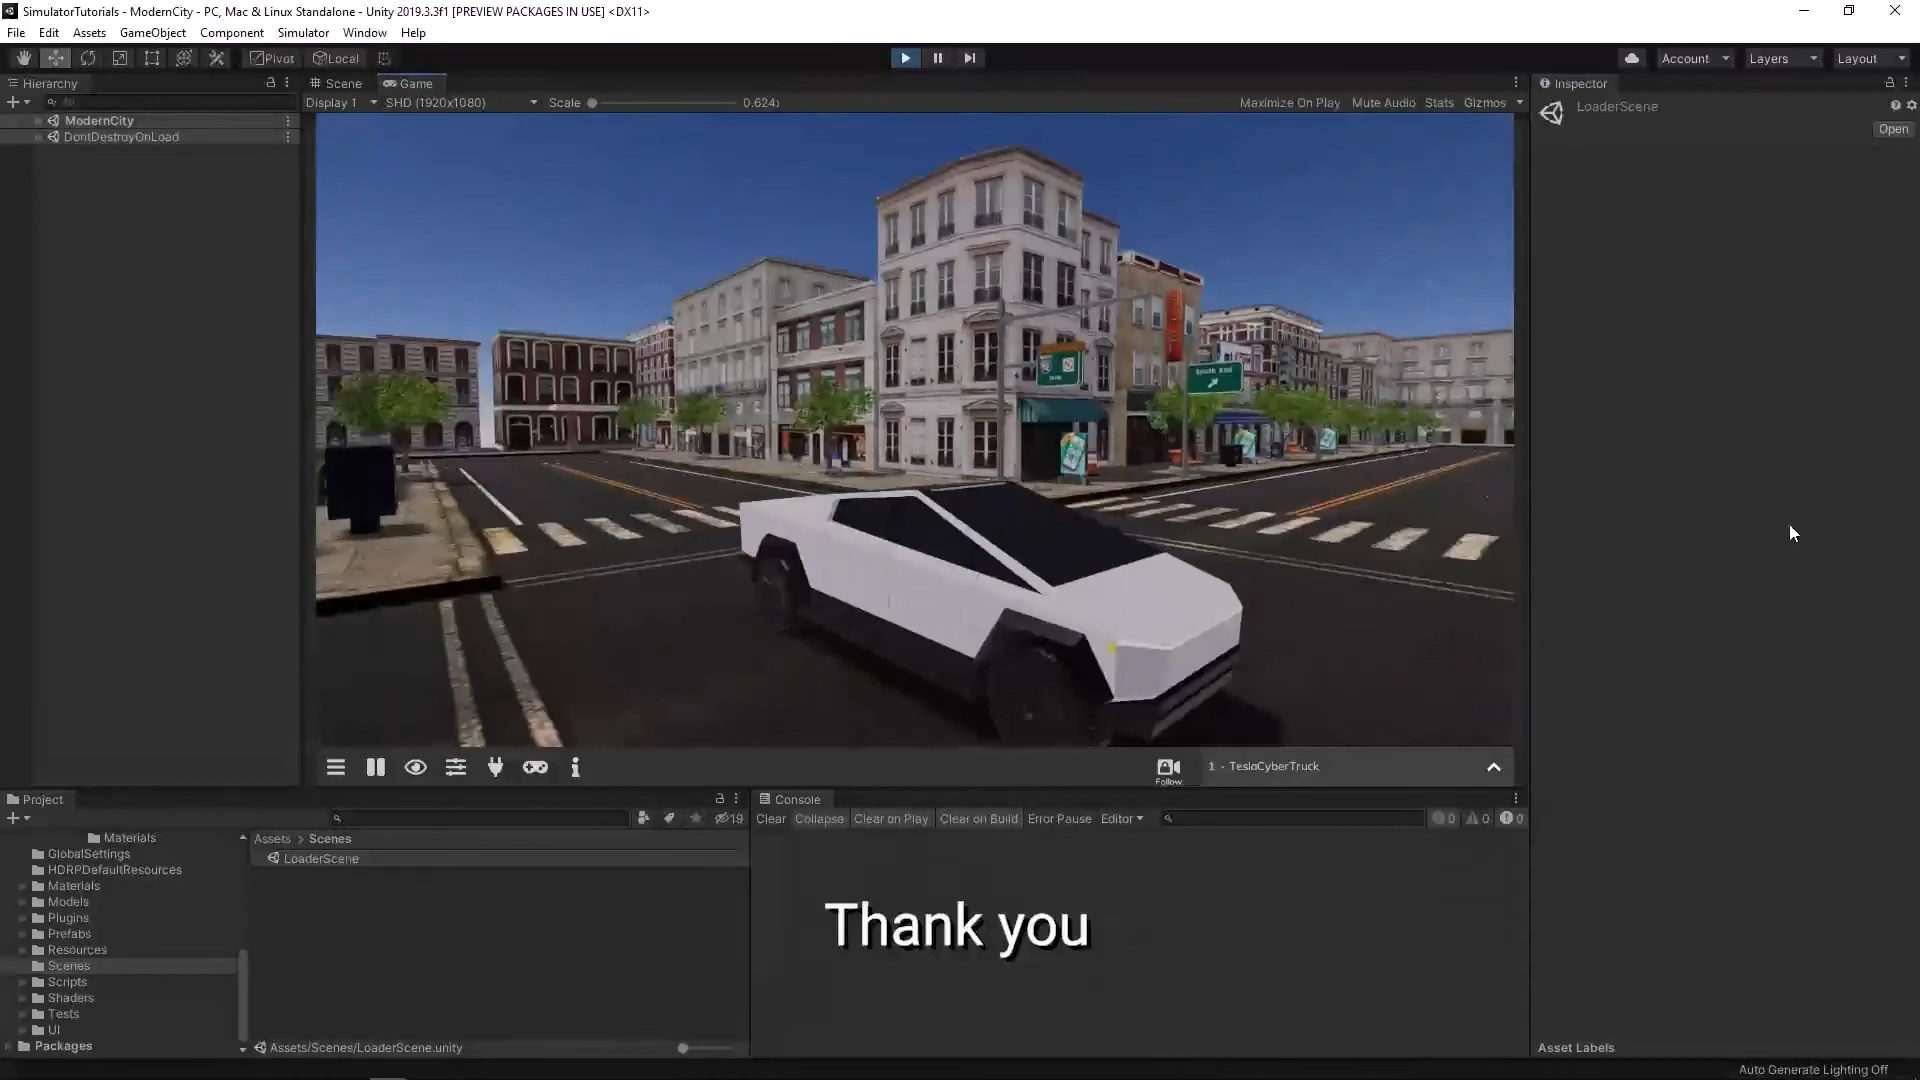 SimulatorTutorials - ModernCity - PC, Mac & Linux Standalone - Unity 2019.3.3f1 [PREVIEW PACKAGES IN USE] <DX11>
File Edit Assets GameObject Component Simulator Window Help
Pivot Local Account Layers Layout
Hierarchy Scene Game Inspector
Display 1 SHD (1920x1080) Scale 0.624x Maximize On Play Mute Audio Stats Gizmos
LoaderScene
Open
ModernCity
DontDestroyOnLoad
South End
Follow
1 - TeslaCyberTruck
Project Console
19 Clear Collapse Clear on Play Clear on Build Error Pause Editor 0 0 0
Materials
GlobalSettings
HDRPDefaultResources
Materials
Models
Plugins
Prefabs
Resources
Scenes
Scripts
Shaders
Tests
UI
Packages
Assets > Scenes
LoaderScene
Assets/Scenes/LoaderScene.unity
Thank you
Asset Labels
Auto Generate Lighting Off